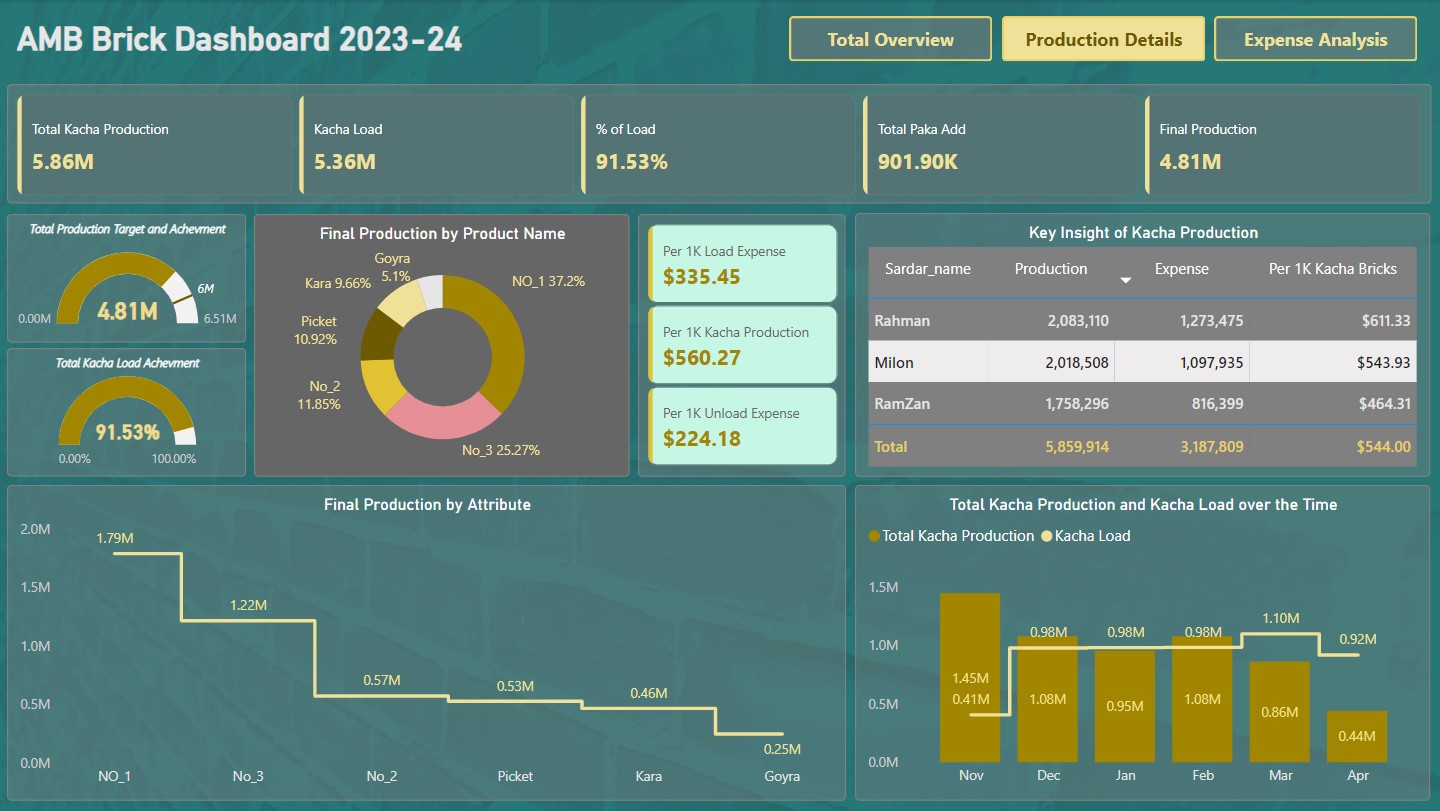 AMB Brick Dashboard 2023-24
Total Overview
Production Details
Expense Analysis
Total Kacha Production
5.86M
Kacha Load
5.36M
% of Load
91.53%
Total Paka Add
901.90K
Final Production
4.81M
Total Production Target and Achevment
6M
4.81M
0.00M
6.51M
Total Kacha Load Achevment
91.53%
0.00%
100.00%
Final Production by Product Name
Goyra
5.1%
Kara 9.66%
NO_1 37.2%
Picket
10.92%
No_2
11.85%
No_3 25.27%
Per 1K Load Expense
$335.45
Per 1K Kacha Production
$560.27
Per 1K Unload Expense
$224.18
Key Insight of Kacha Production
Sardar_name Production Expense Per 1K Kacha Bricks
Rahman 2,083,110 1,273,475 $611.33
Milon 2,018,508 1,097,935 $543.93
RamZan 1,758,296 816,399 $464.31
Total 5,859,914 3,187,809 $544.00
Final Production by Attribute
2.0M
1.5M
1.0M
0.5M
0.0M
1.79M
1.22M
0.57M
0.53M
0.46M
0.25M
NO_1 No_3 No_2 Picket Kara Goyra
Total Kacha Production and Kacha Load over the Time
Total Kacha Production Kacha Load
1.5M
1.0M
0.5M
0.0M
0.98M 0.98M 0.98M 1.10M 0.92M
1.45M
0.41M
1.08M 0.95M 1.08M 0.86M 0.44M
Nov Dec Jan Feb Mar Apr